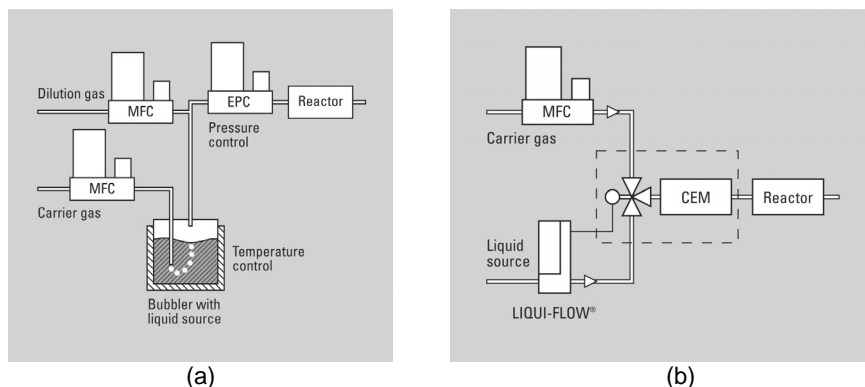 Dilution gas
MFC
EPC
Reactor
Pressure
control
MFC
Carrier gas
Temperature
control
Bubbler with
liquid source
(a)
MFC
Carrier gas
CEM
Reactor
Liquid
source
LIQUI-FLOW®
(b)